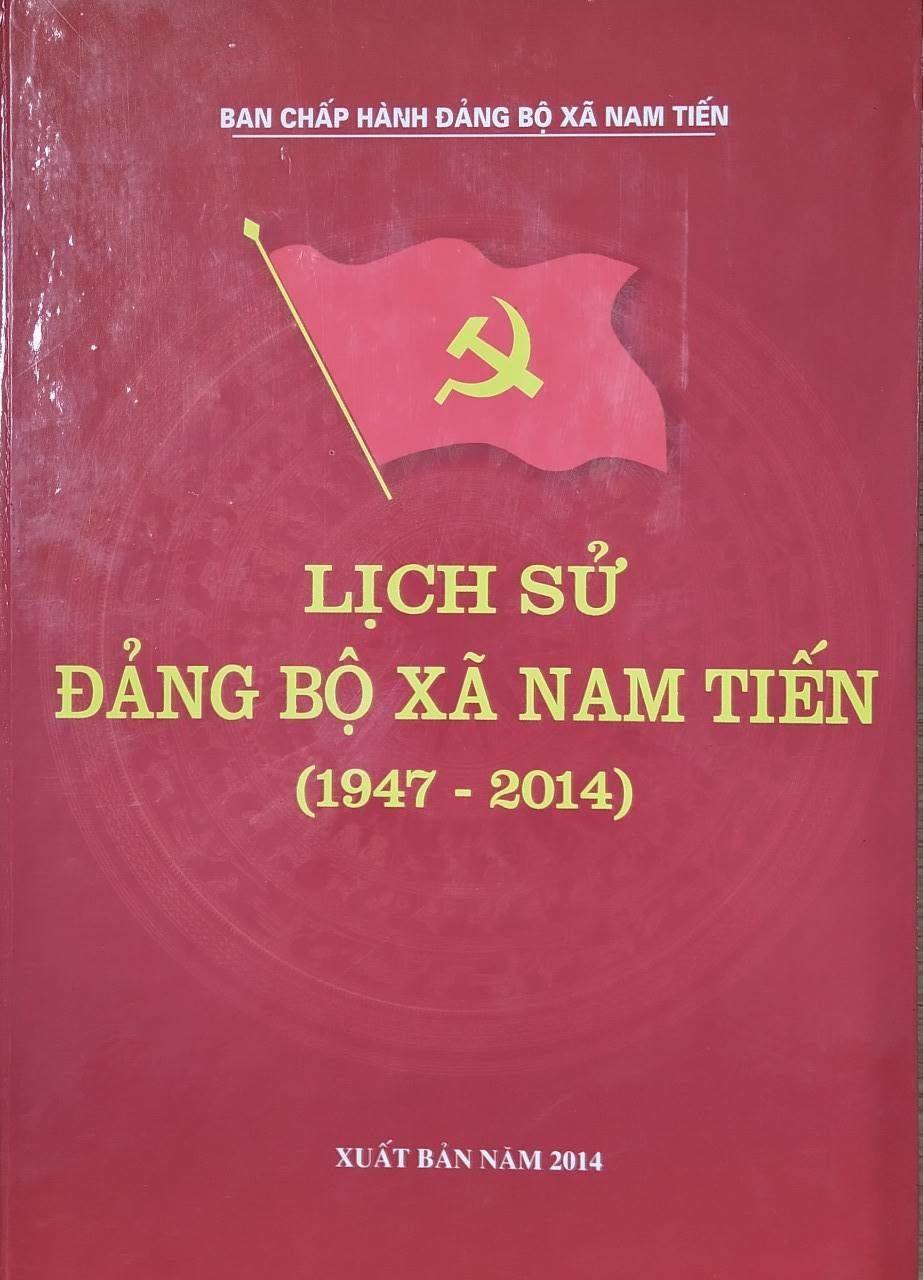 BAN CHẤP HÀNH ĐẢNG BỘ XÃ NAM TIẾN
LỊCH SỬ
ĐẢNG BỘ XÃ NAM TIẾN
(1947 - 2014)
XUẤT BẢN NĂM 2014